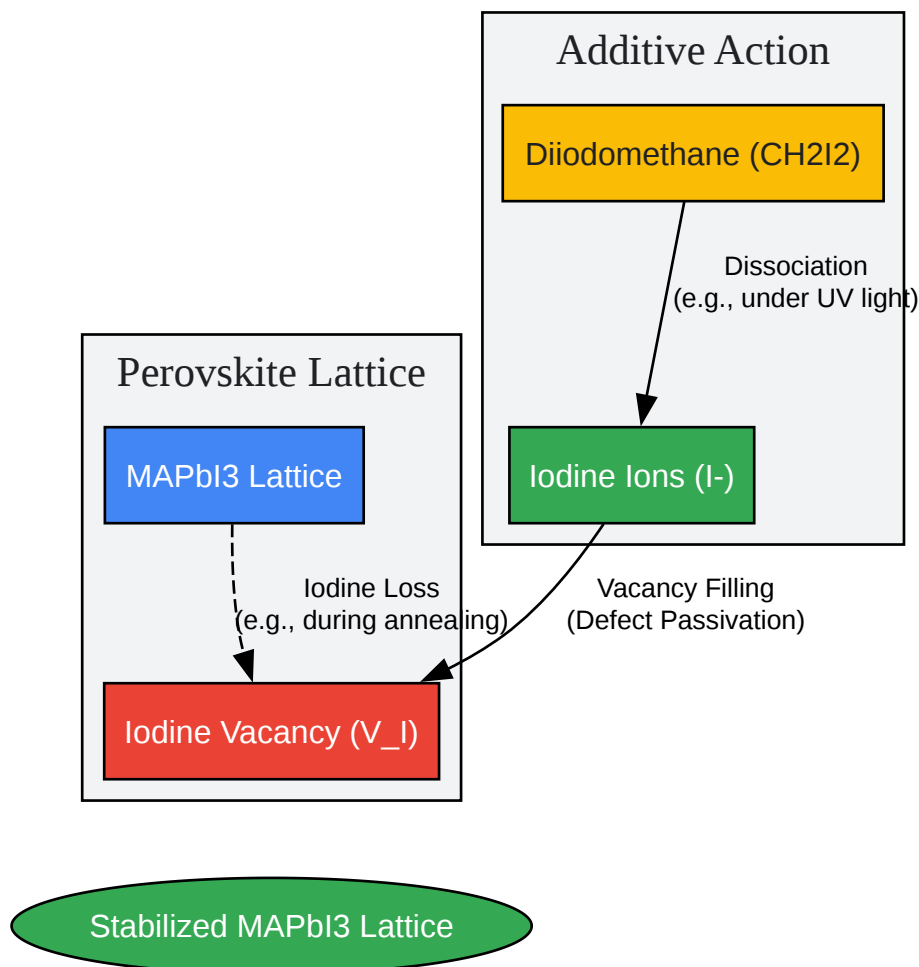 Additive Action
Diiodomethane (CH2I2)
Dissociation
(e.g., under UV light)
Perovskite Lattice
MAPbI3 Lattice
Iodine Ions (I-)
Iodine Loss
(e.g., during annealing)
Vacancy Filling
(Defect Passivation)
Iodine Vacancy (V_I)
Stabilized MAPbI3 Lattice